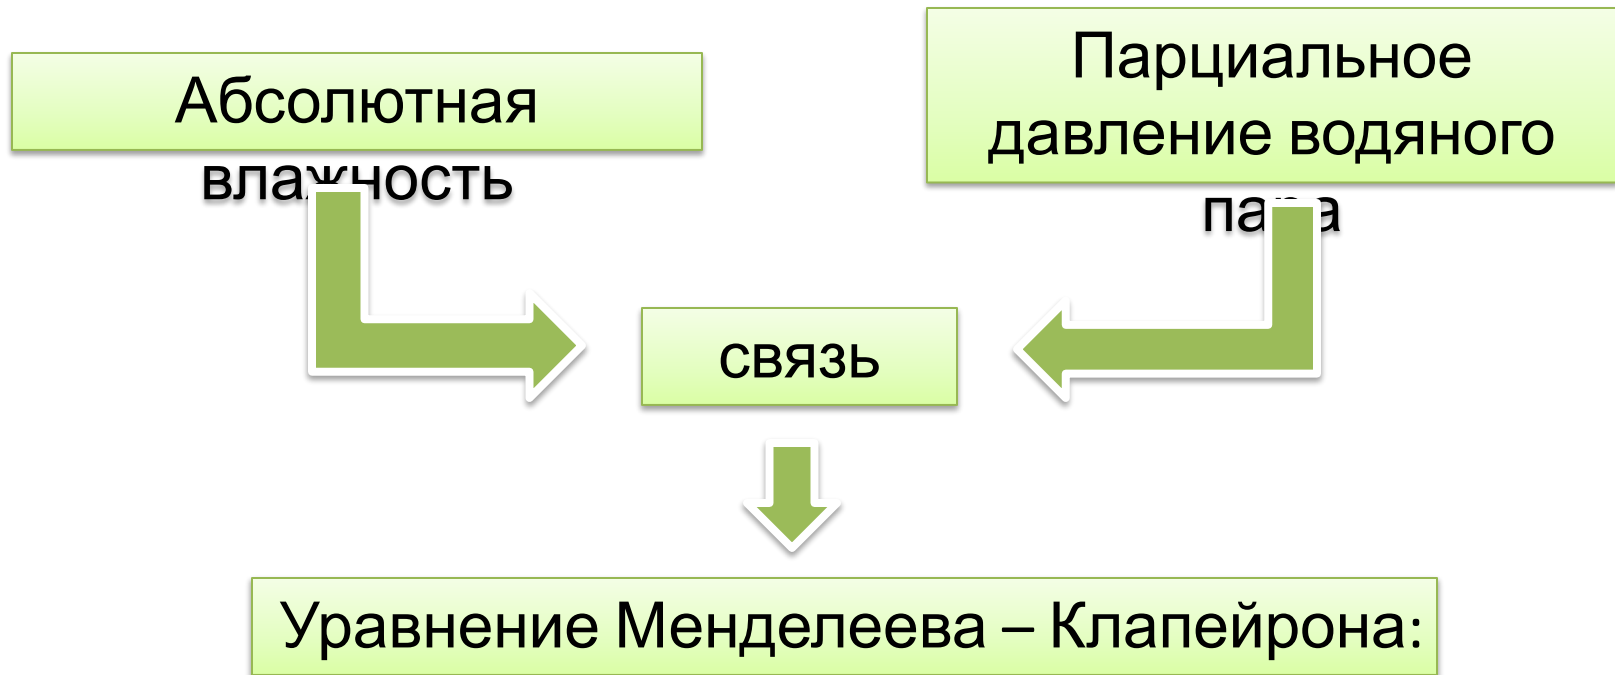 Абсолютная
влажность
Парциальное
давление водяного
пара
связь
Уравнение Менделеева – Клапейрона: